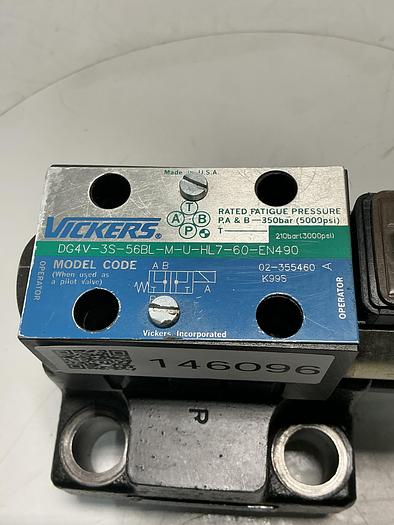 Made in U.S.A.
T
A B
P
RATED FATIGUE PRESSURE
P,A & B—350bar (5000psi)
T 210bar(3000psi)
VICKERS®
DG4V-3S-56BL-M-U-HL7-60-EN490
MODEL CODE
(When used as
a pilot valve)
A B
P T A
02-355460 A
K995
OPERATOR
OPERATOR
Vickers, Incorporated
146096
R